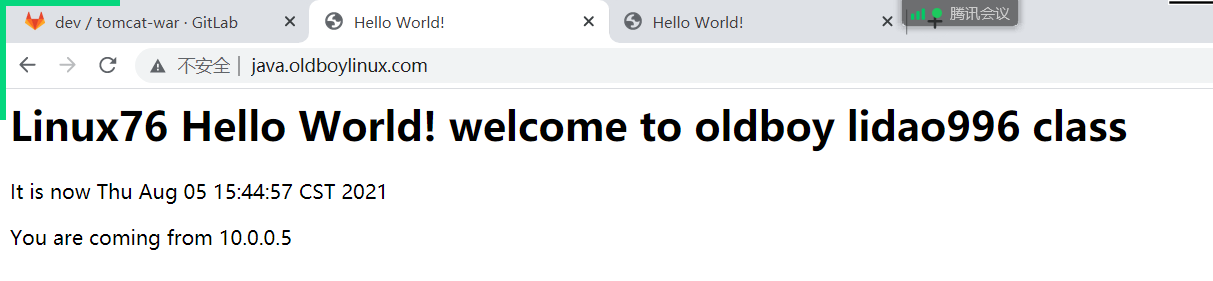 dev / tomcat-war · GitLab
Hello World!
Hello World!
腾讯会议
不安全 | java.oldboylinux.com
Linux76 Hello World! welcome to oldboy lidao996 class
It is now Thu Aug 05 15:44:57 CST 2021
You are coming from 10.0.0.5